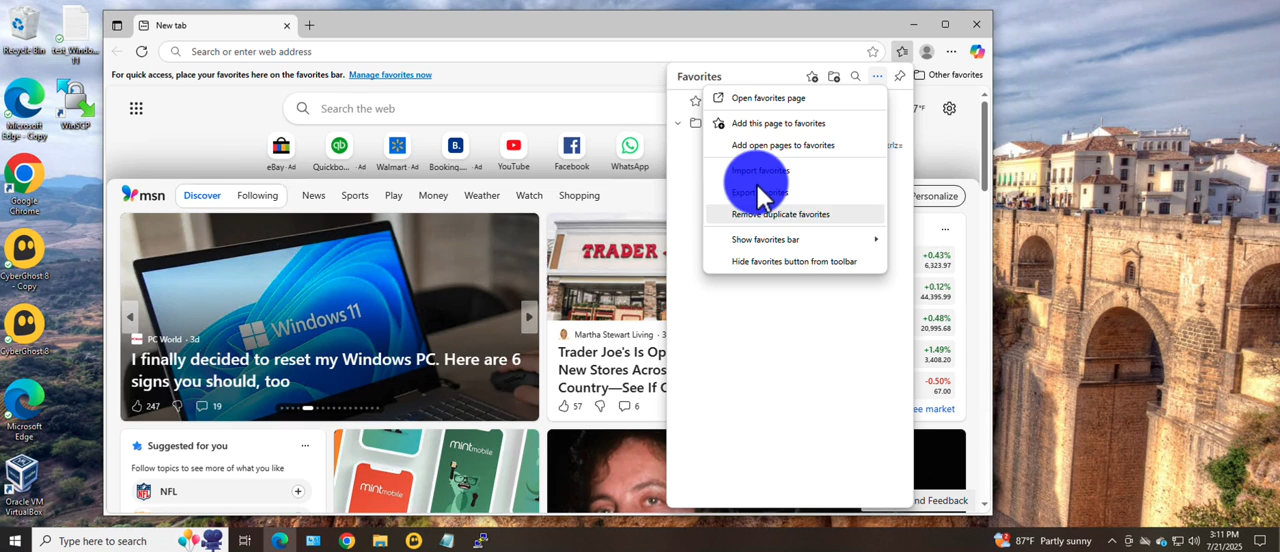 Recycle Bin
test_Windo...
11
Microsoft
Edge - Copy
WinSCP
Google
Chrome
CyberGhost 8
- Copy
CyberGhost 8
Microsoft
Edge
Oracle VM
VirtualBox
New tab
Search or enter web address
For quick access, place your favorites here on the favorites bar. Manage favorites now
Other favorites
Search the web
eBay · Ad
Quickbo... · Ad
Walmart · Ad
Booking.... · Ad
YouTube
Facebook
WhatsApp
msn
Discover
Following
News
Sports
Play
Money
Weather
Watch
Shopping
Personalize
Favorites
Open favorites page
Add this page to favorites
Add open pages to favorites
Import favorites
Export favorites
Remove duplicate favorites
Show favorites bar
Hide favorites button from toolbar
Windows 11
PC World · 3d
I finally decided to reset my Windows PC. Here are 6
signs you should, too
247
19
TRADER
Martha Stewart Living · 3
Trader Joe's Is Op
New Stores Across
Country—See If
57
6
+0.43%
6,323.97
+0.12%
44,395.99
+0.48%
20,995.68
+1.49%
3,408.20
-0.50%
67.00
ee market
Suggested for you
Follow topics to see more of what you like
NFL
mint mobile
nd Feedback
Type here to search
87°F Partly sunny
3:11 PM
7/21/2025